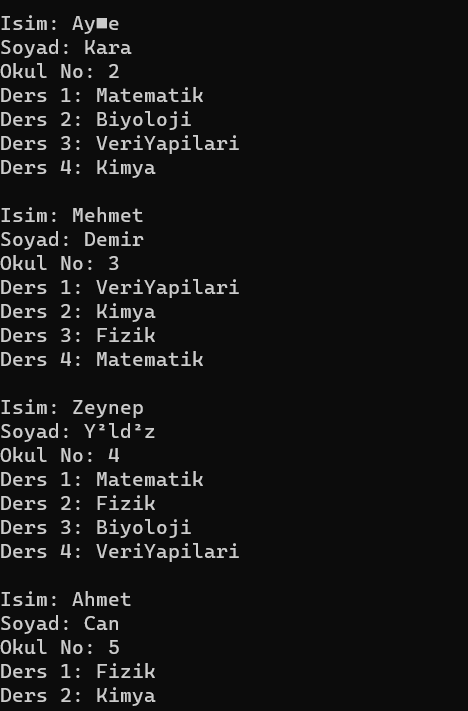 Isim: Ay■e
Soyad: Kara
Okul No: 2
Ders 1: Matematik
Ders 2: Biyoloji
Ders 3: VeriYapilari
Ders 4: Kimya

Isim: Mehmet
Soyad: Demir
Okul No: 3
Ders 1: VeriYapilari
Ders 2: Kimya
Ders 3: Fizik
Ders 4: Matematik

Isim: Zeynep
Soyad: Y²ld²z
Okul No: 4
Ders 1: Matematik
Ders 2: Fizik
Ders 3: Biyoloji
Ders 4: VeriYapilari

Isim: Ahmet
Soyad: Can
Okul No: 5
Ders 1: Fizik
Ders 2: Kimya